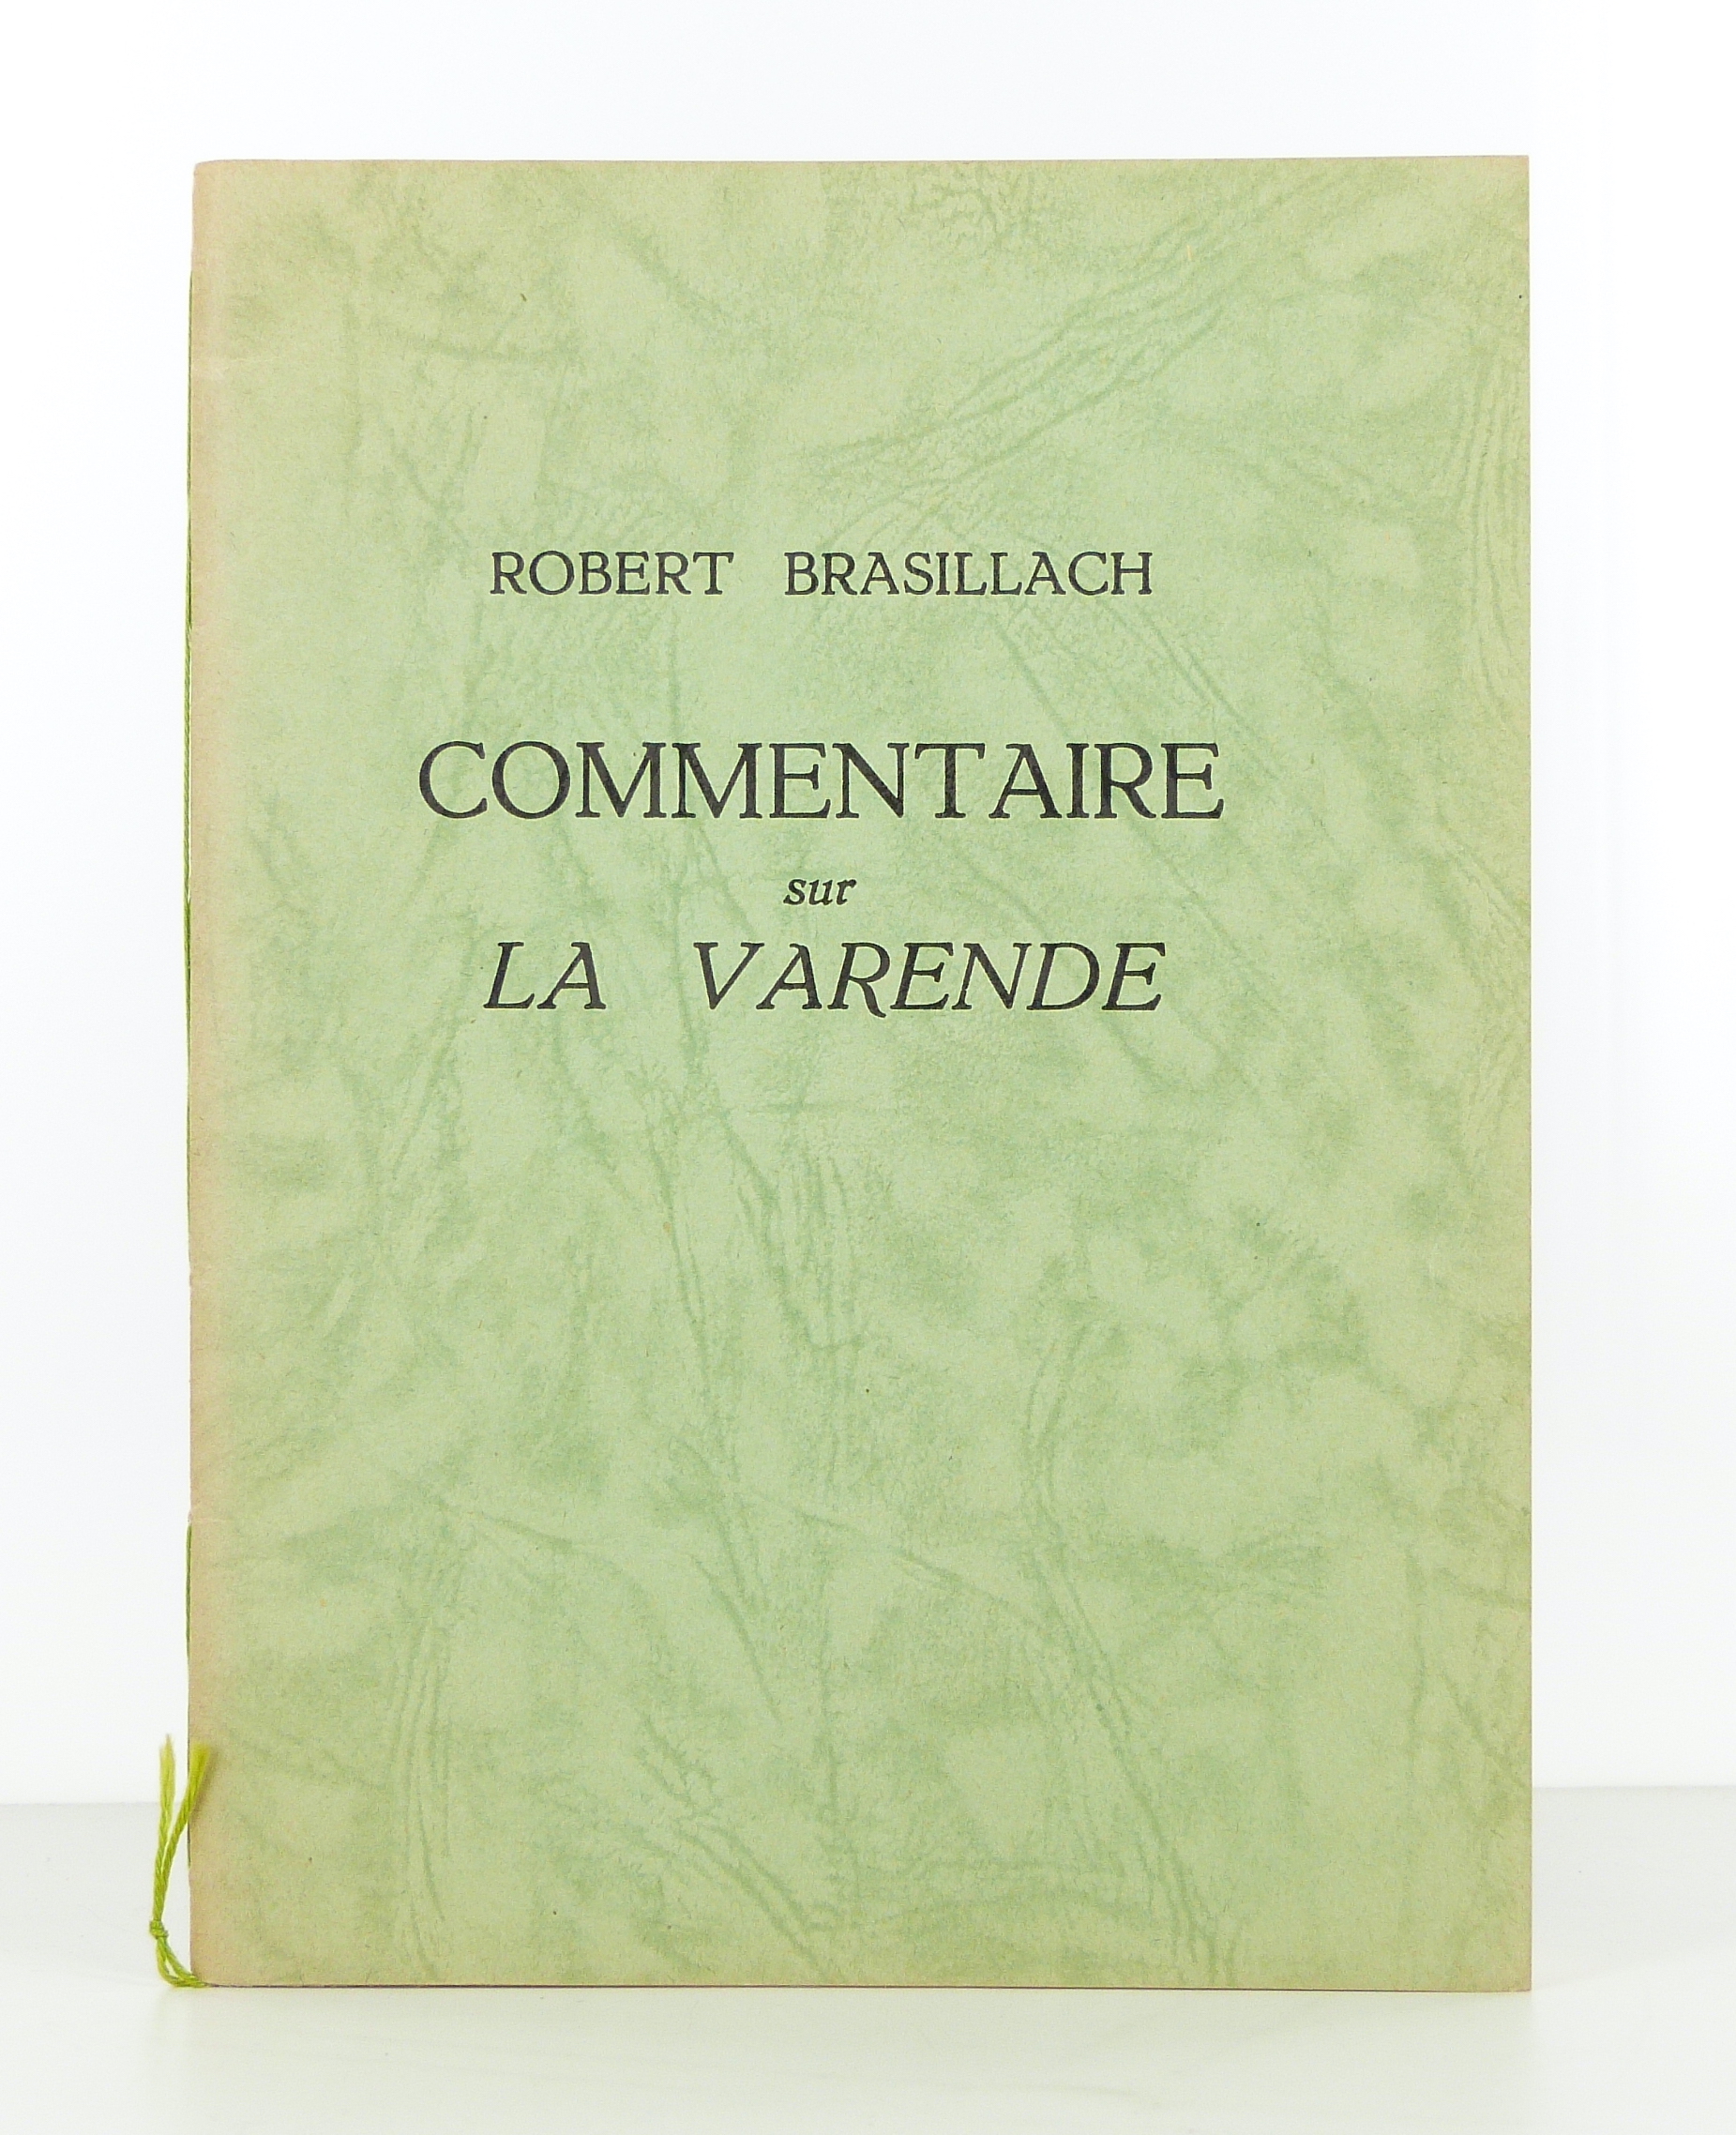 ROBERT BRASILLACH
COMMENTAIRE
sur
LA VARENDE